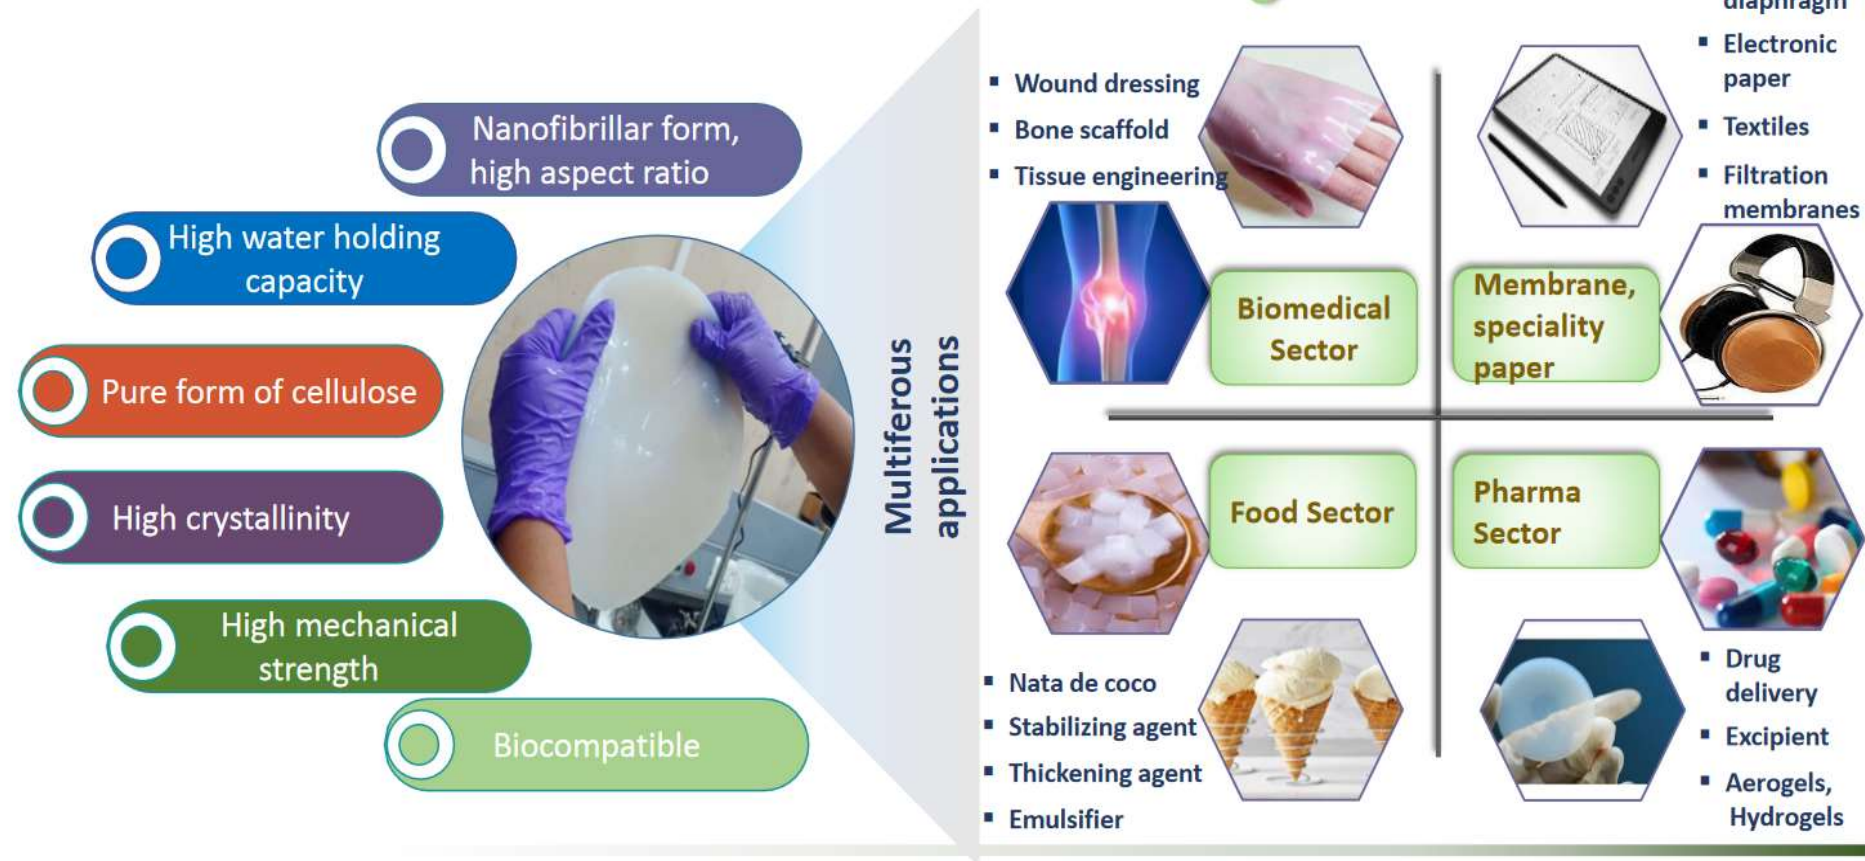 Nanofibrillar form,
high aspect ratio
High water holding
capacity
Pure form of cellulose
High crystallinity
High mechanical
strength
Biocompatible
Multiferous
applications
▪ Wound dressing
▪ Bone scaffold
▪ Tissue engineering
Biomedical
Sector
diaphragm
▪ Electronic
paper
▪ Textiles
▪ Filtration
membranes
Membrane,
speciality
paper
Food Sector
▪ Nata de coco
▪ Stabilizing agent
▪ Thickening agent
▪ Emulsifier
Pharma
Sector
▪ Drug
delivery
▪ Excipient
▪ Aerogels,
Hydrogels